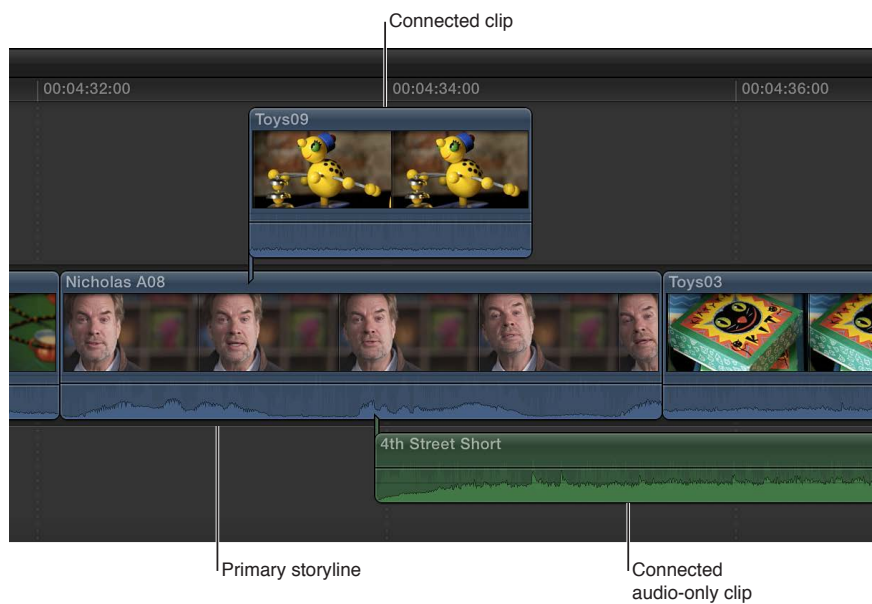 Connected clip
00:04:32:00
00:04:34:00
00:04:36:00
Toys09
Nicholas A08
Toys03
4th Street Short
Primary storyline
Connected
audio-only clip